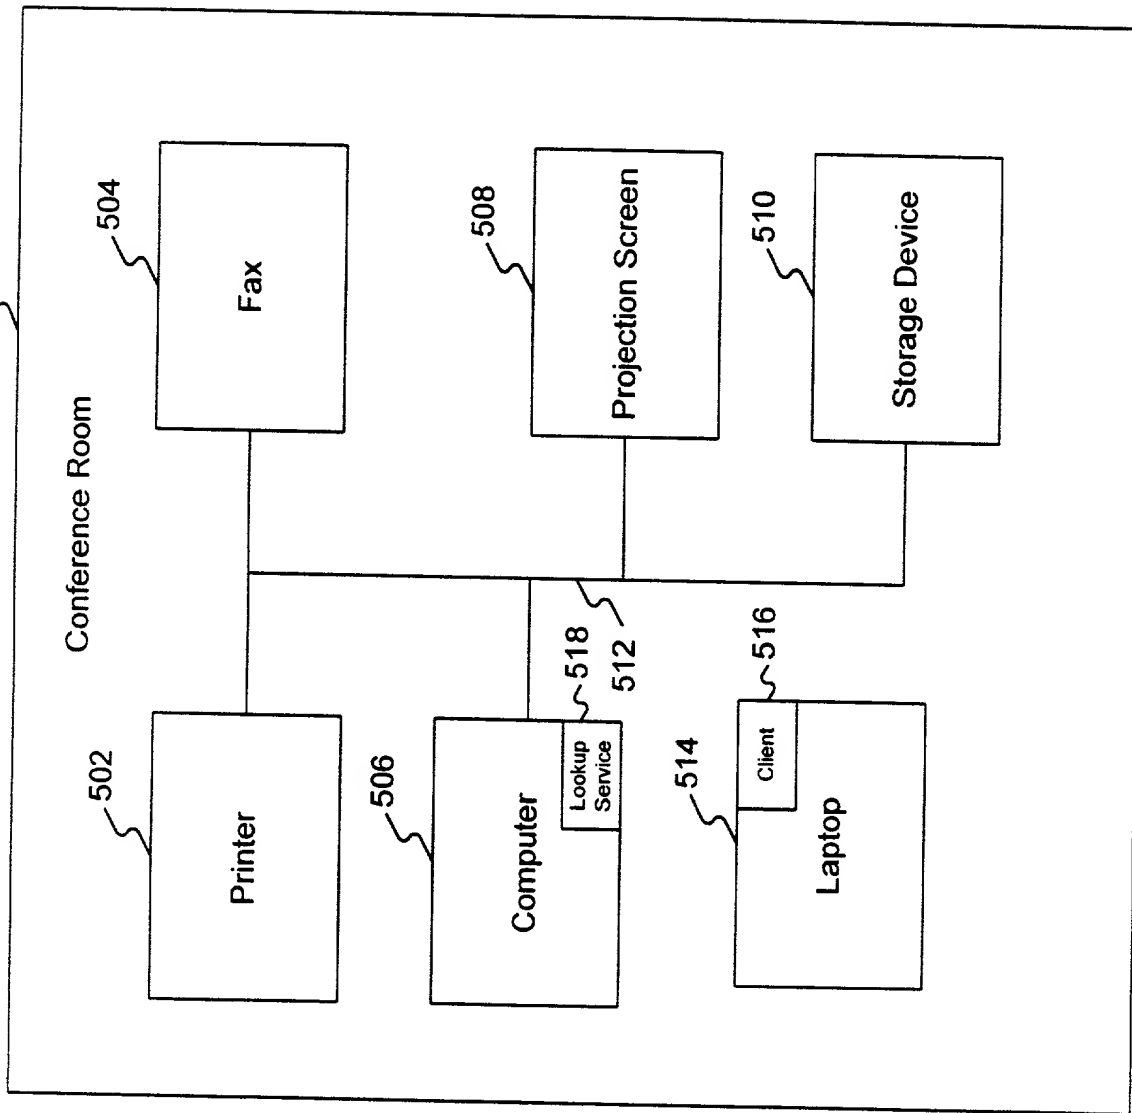 Conference Room
502
Printer
504
Fax
506
Computer
Lookup
Service
518
512
508
Projection Screen
514
Laptop
Client
516
510
Storage Device